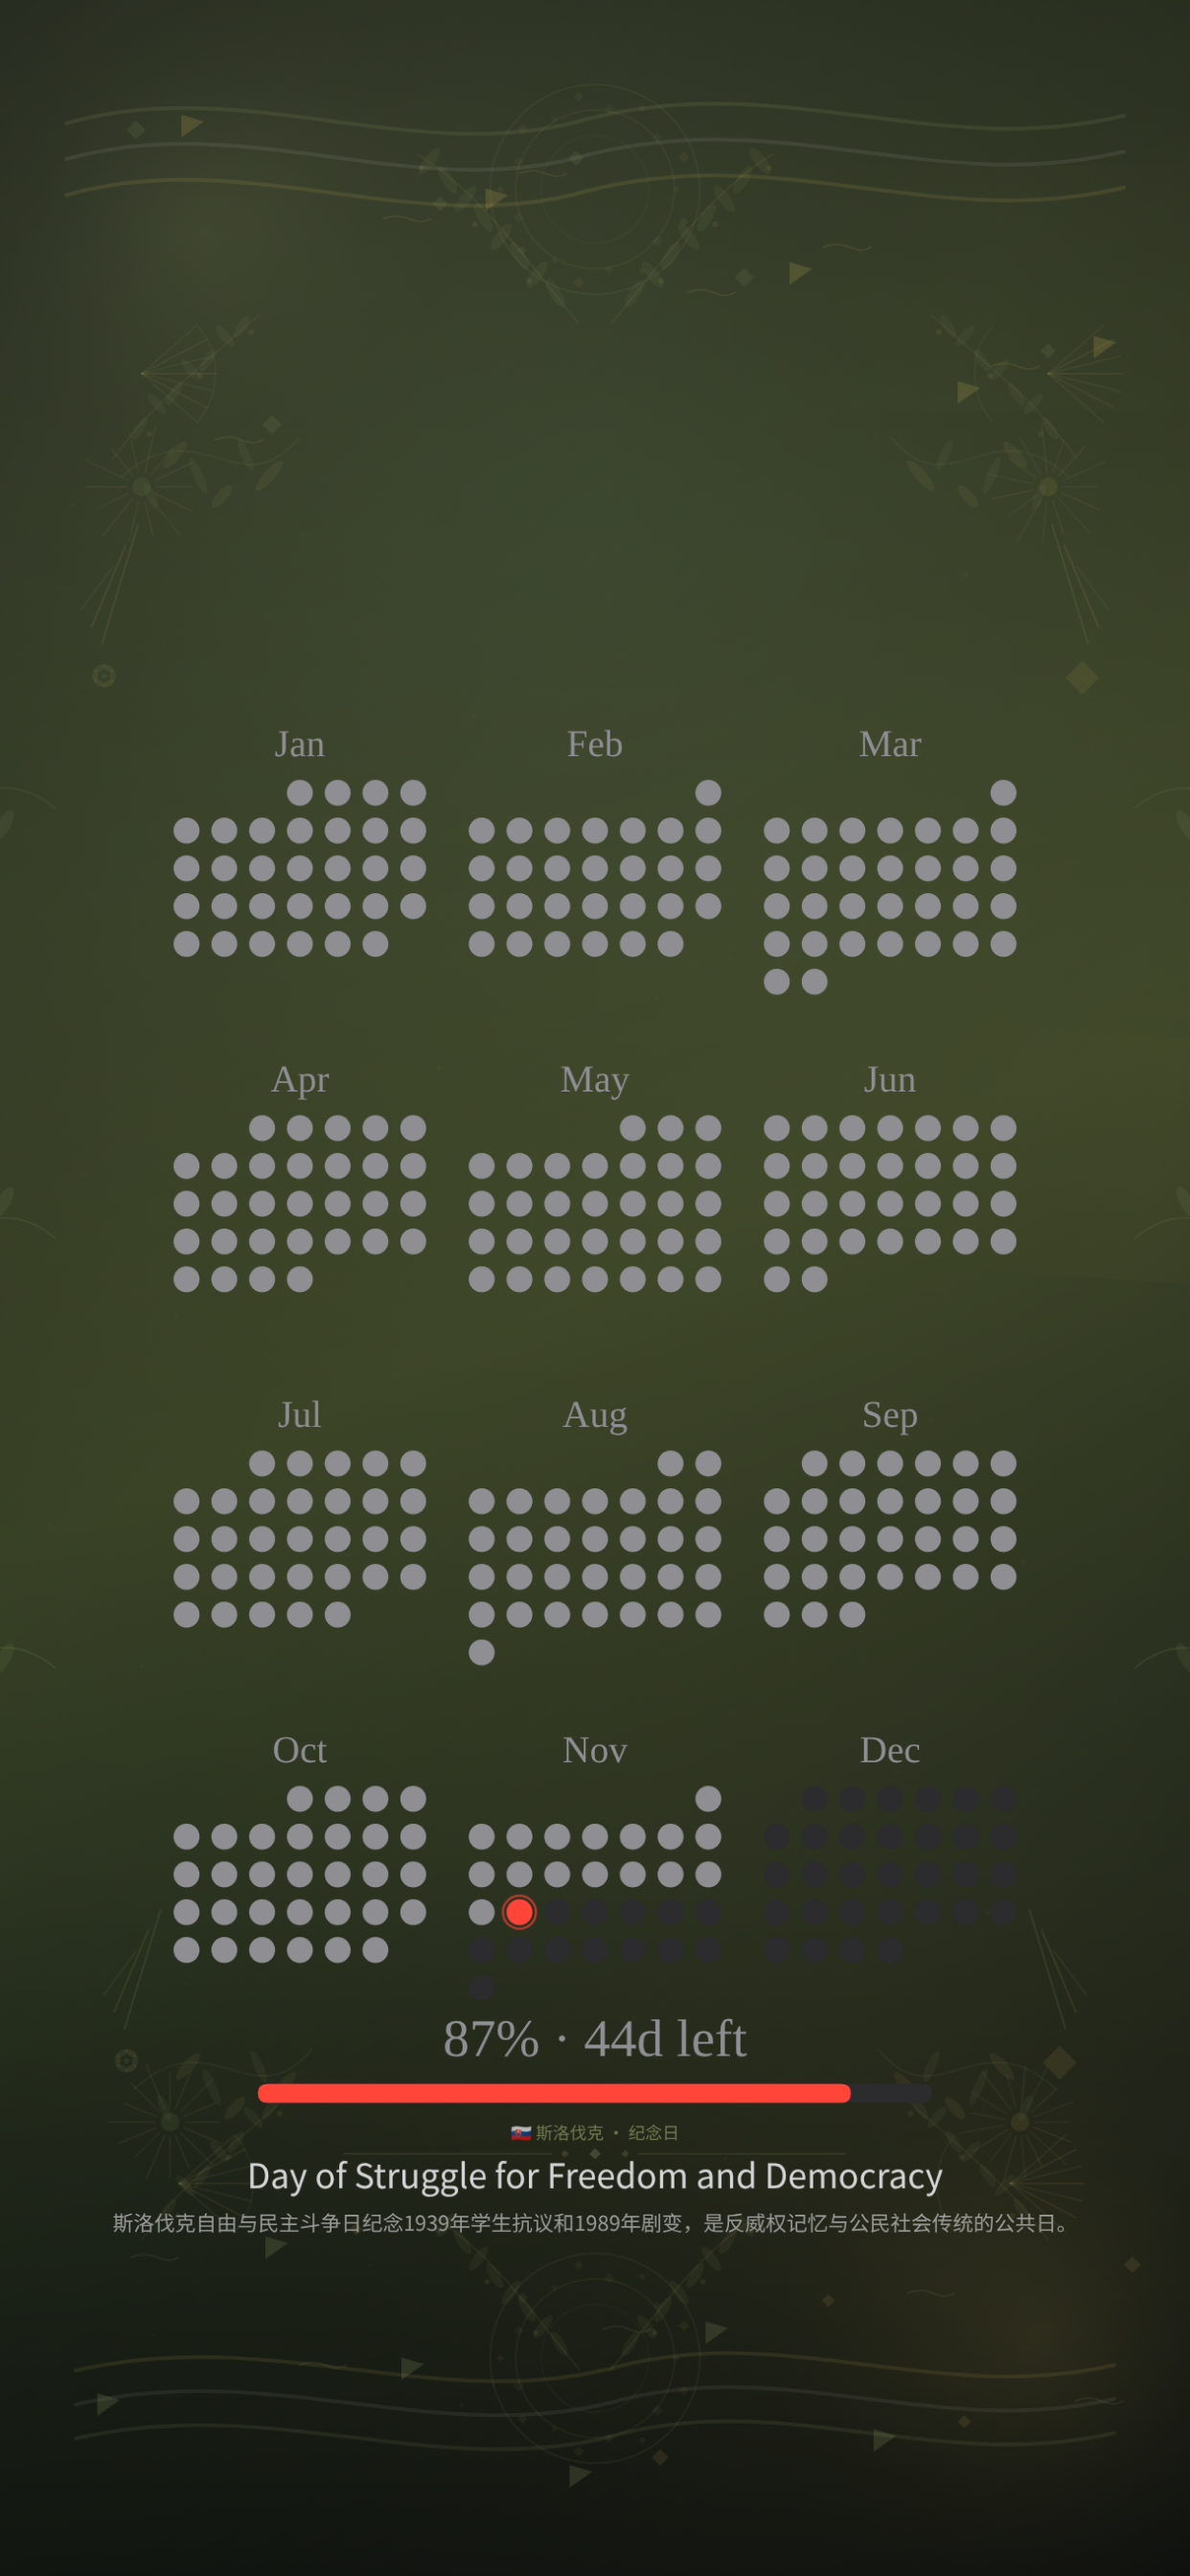 Jan Feb Mar
Apr May Jun
Jul Aug Sep
Oct Nov Dec
87% · 44d left
🇸🇰 斯洛伐克 · 纪念日
Day of Struggle for Freedom and Democracy
斯洛伐克自由与民主斗争日纪念1939年学生抗议和1989年剧变，是反威权记忆与公民社会传统的公共日。